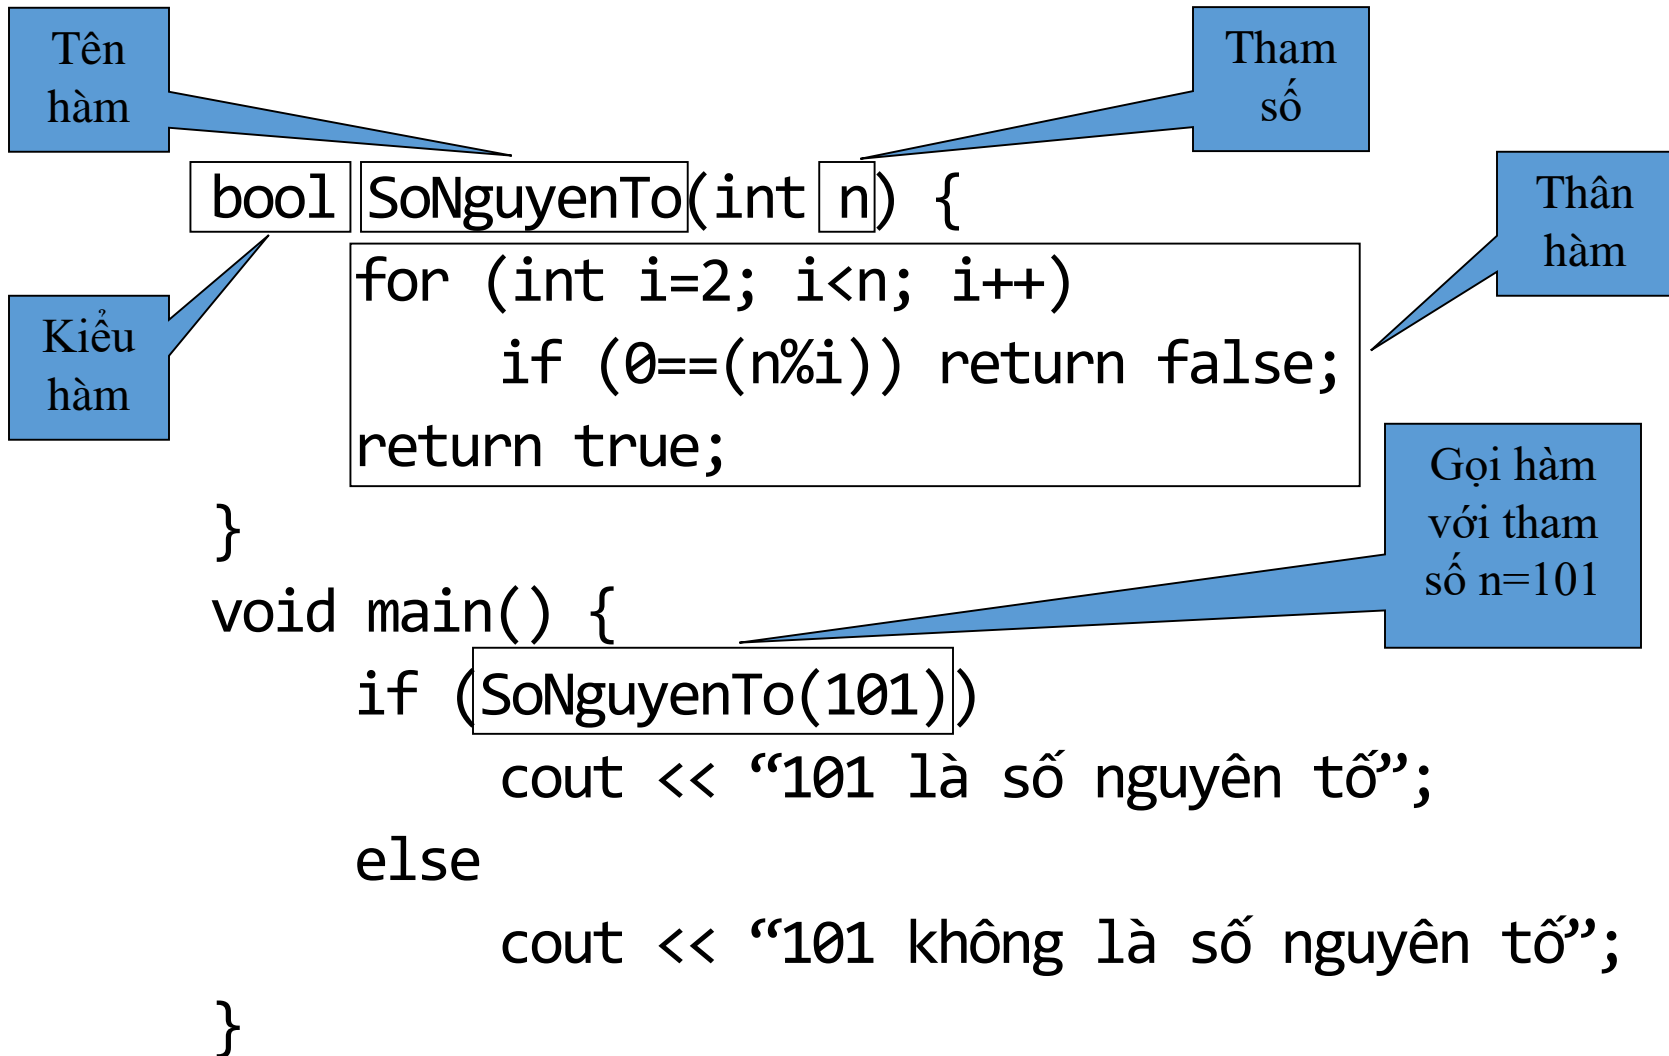 Tên
hàm
Tham
số
bool SoNguyenTo(int n) {
Thân
hàm
for (int i=2; i<n; i++)
Kiểu
hàm
if (0==(n%i)) return false;
return true;
Gọi hàm
với tham
số n=101
}
void main() {
if (SoNguyenTo(101))
cout << “101 là số nguyên tố”;
else
cout << “101 không là số nguyên tố”;
}